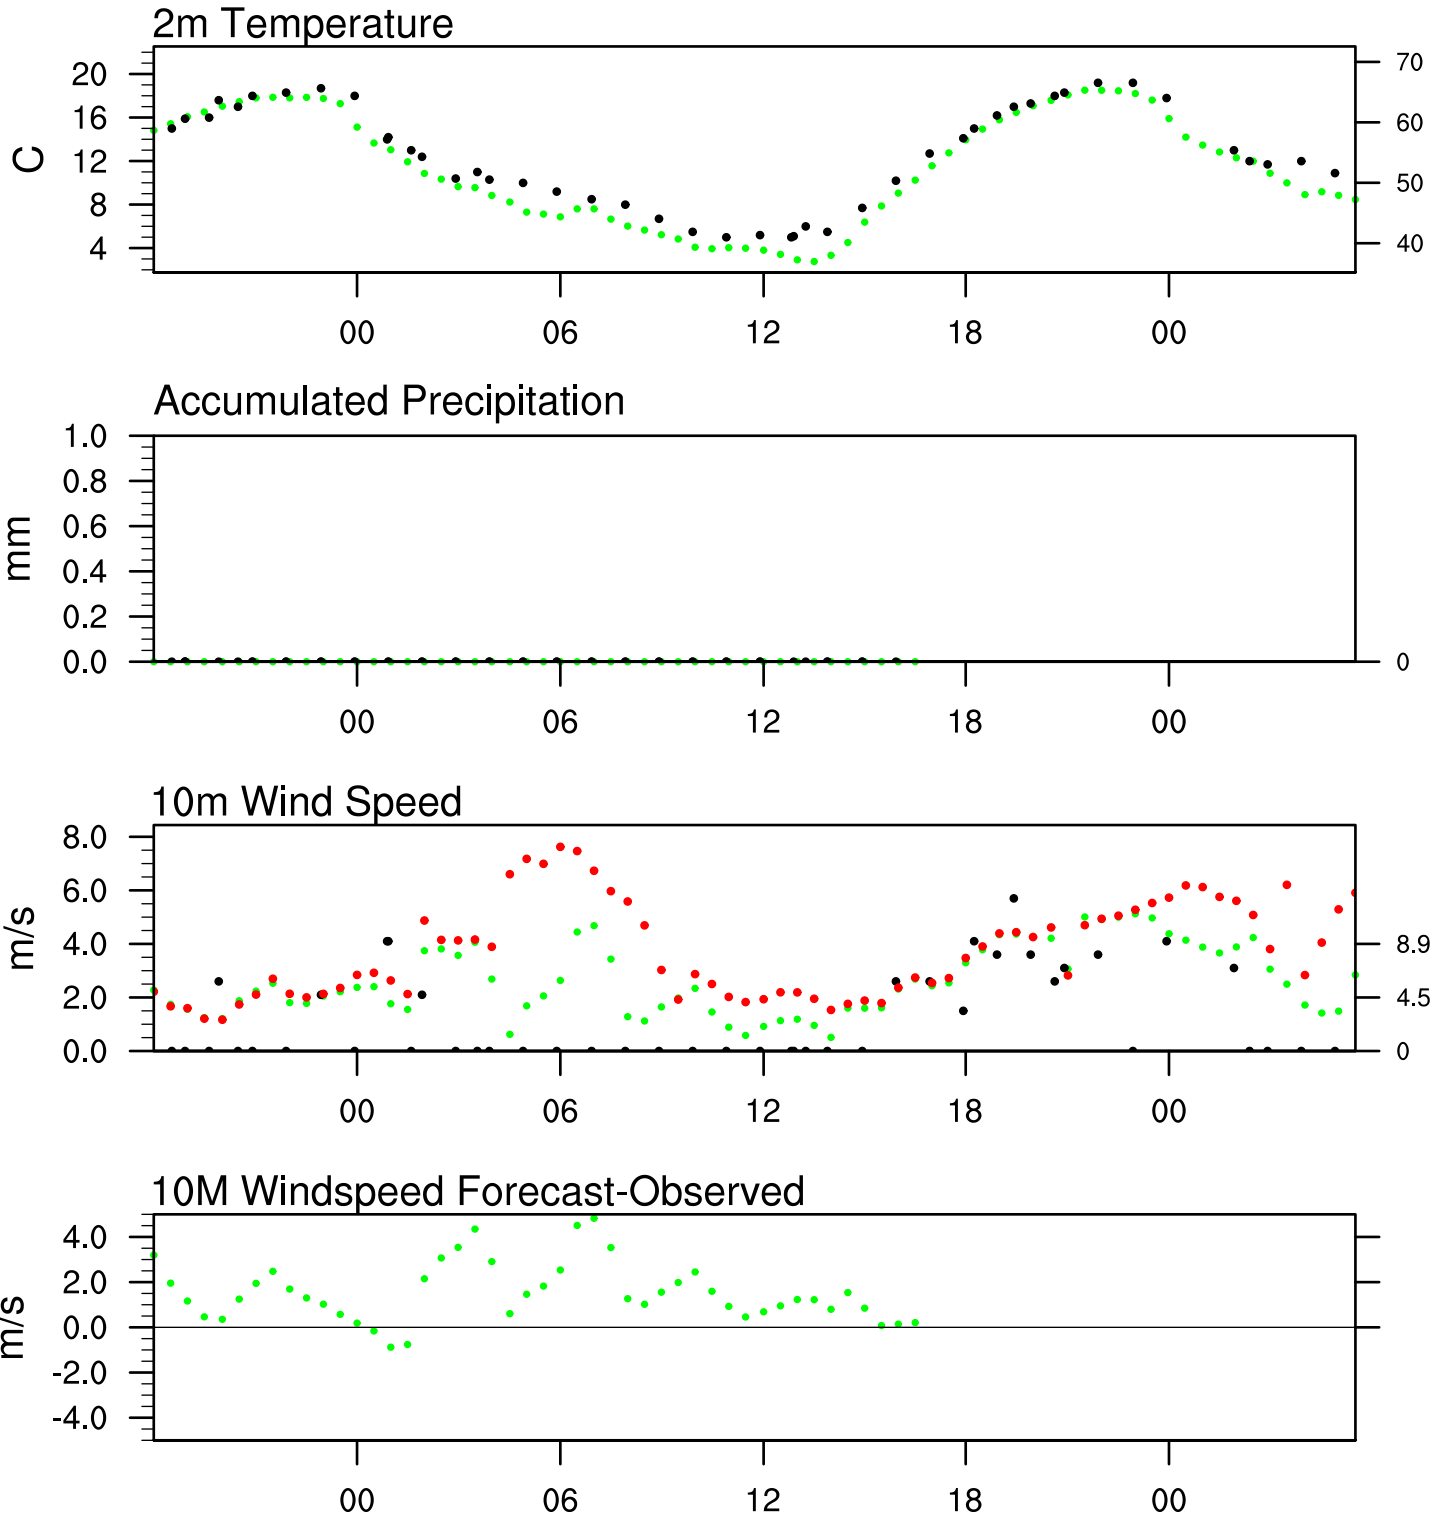 2m Temperature
20
16
12
8
4
C
70
60
50
40
00 06 12 18 00
Accumulated Precipitation
1.0
0.8
0.6
0.4
0.2
0.0
mm
0
00 06 12 18 00
10m Wind Speed
8.0
6.0
4.0
2.0
0.0
m/s
8.9
4.5
0
00 06 12 18 00
10M Windspeed Forecast-Observed
4.0
2.0
0.0
-2.0
-4.0
m/s
00 06 12 18 00